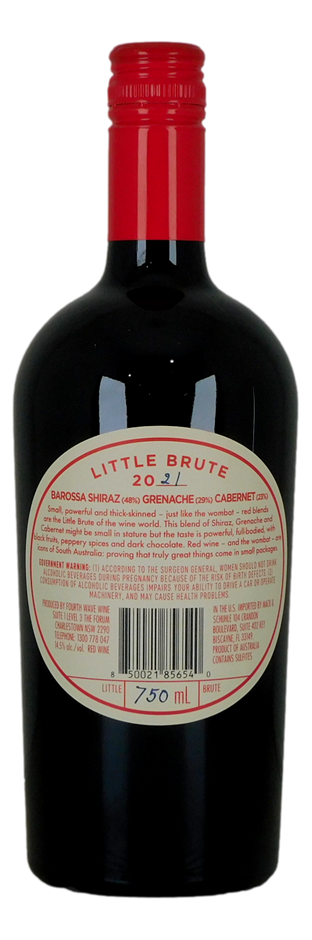 LITTLE BRUTE
2021
BAROSSA SHIRAZ (48%) GRENACHE (29%) CABERNET (23%)
Small, powerful and thick-skinned – just like the wombat – red blends
are the Little Brute of the wine world. This blend of Shiraz, Grenache and
Cabernet might be small in stature but the taste is powerful, full-bodied, with
black fruits, peppery spices and dark chocolate. Red wine – and the wombat - are
icons of South Australia: proving that truly great things come in small packages.
GOVERNMENT WARNING: (1) ACCORDING TO THE SURGEON GENERAL, WOMEN SHOULD NOT DRINK
ALCOHOLIC BEVERAGES DURING PREGNANCY BECAUSE OF THE RISK OF BIRTH DEFECTS. (2)
CONSUMPTION OF ALCOHOLIC BEVERAGES IMPAIRS YOUR ABILITY TO DRIVE A CAR OR OPERATE
MACHINERY, AND MAY CAUSE HEALTH PROBLEMS.
PRODUCED BY FOURTH WAVE WINE
SUITE 1 LEVEL 3 THE FORUM
CHARLESTOWN NSW 2290
TELEPHONE 1300 778 047
14.5% alc./vol. RED WINE
8 50021 85654 0
IN THE U.S. IMPORTED BY MACK &
SCHUHLE 104 CRANDON
BOULEVARD, SUITE 402 KEY
BISCAYNE, FL 33149
PRODUCT OF AUSTRALIA
CONTAINS SULFITES
LITTLE 750 mL BRUTE